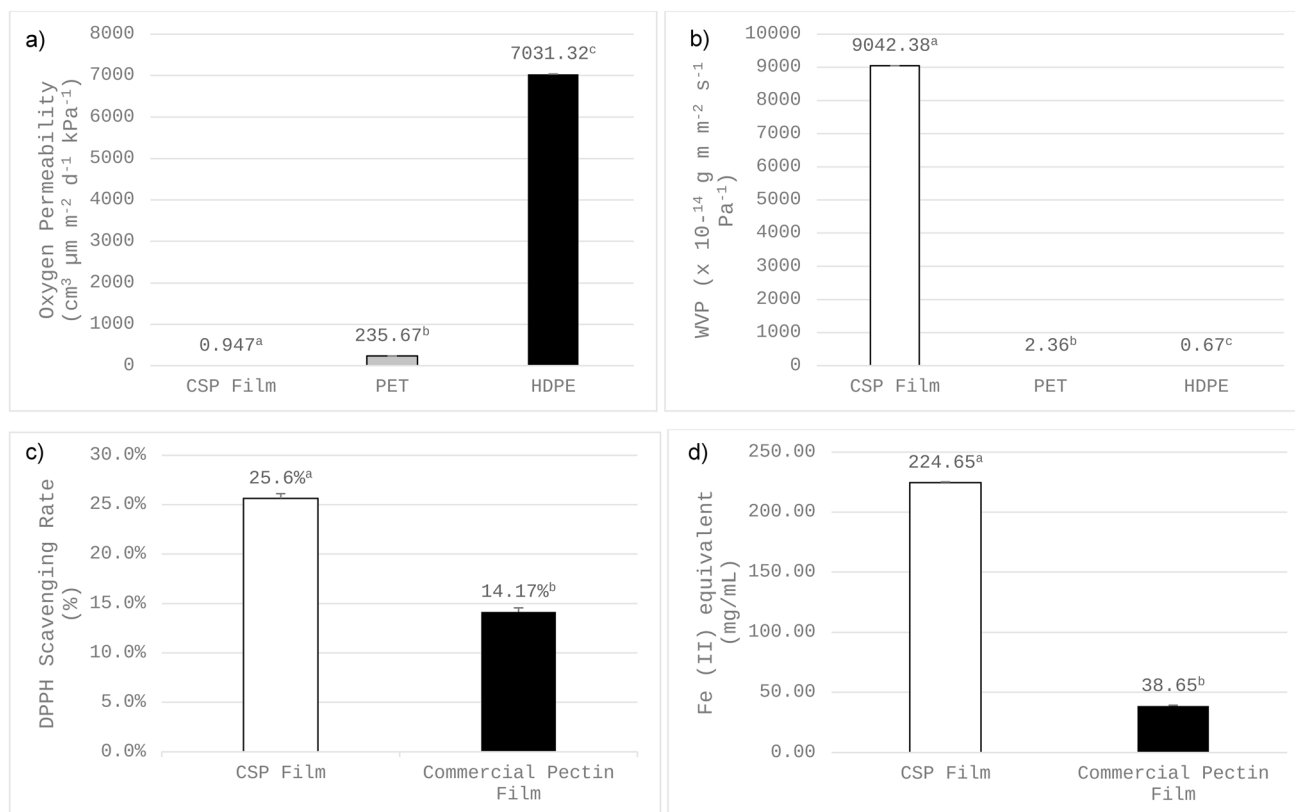 a)
Oxygen Permeability
(cm³ μm m⁻² d⁻¹ kPa⁻¹)
8000
7000
6000
5000
4000
3000
2000
1000
0
0.947ᵃ
235.67ᵇ
7031.32ᶜ
CSP Film
PET
HDPE
b)
WVP (x 10⁻¹⁴ g m m⁻² s⁻¹
Pa⁻¹)
10000
9000
8000
7000
6000
5000
4000
3000
2000
1000
0
9042.38ᵃ
2.36ᵇ
0.67ᶜ
CSP Film
PET
HDPE
c)
DPPH Scavenging Rate
(%)
30.0%
25.0%
20.0%
15.0%
10.0%
5.0%
0.0%
25.6%ᵃ
14.17%ᵇ
CSP Film
Commercial Pectin
Film
d)
Fe (II) equivalent
(mg/mL)
250.00
200.00
150.00
100.00
50.00
0.00
224.65ᵃ
38.65ᵇ
CSP Film
Commercial Pectin
Film